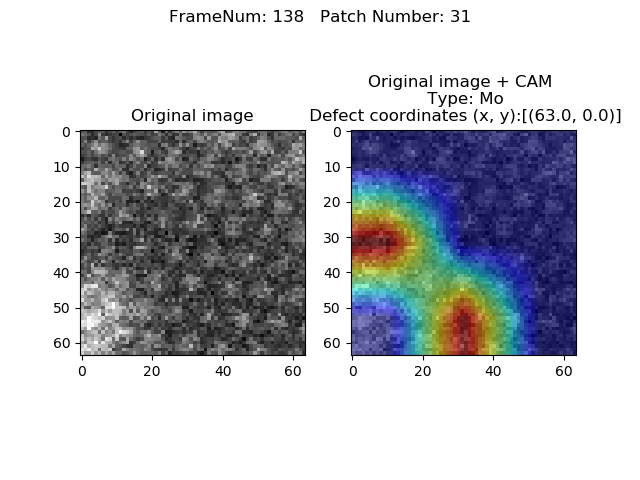 FrameNum: 138   Patch Number: 31
Original image + CAM
Type: Mo
Original image
Defect coordinates (x, y):[(63.0, 0.0)]
0
10
20
30
40
50
60
0 20 40 60
0
10
20
30
40
50
60
0 20 40 60